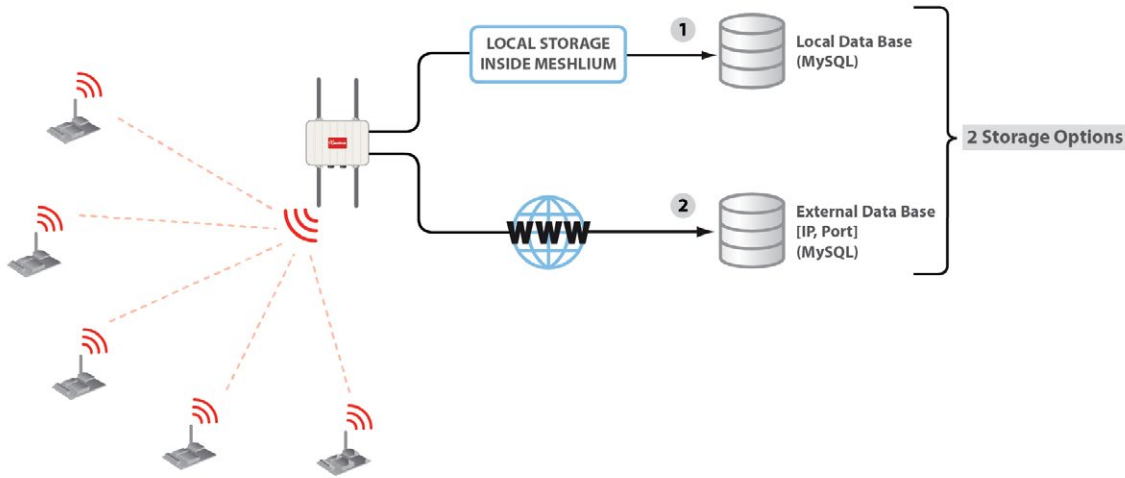 1
LOCAL STORAGE
INSIDE MESHLIUM
Local Data Base
(MySQL)
2 Storage Options
2
WWW
External Data Base
[IP, Port]
(MySQL)